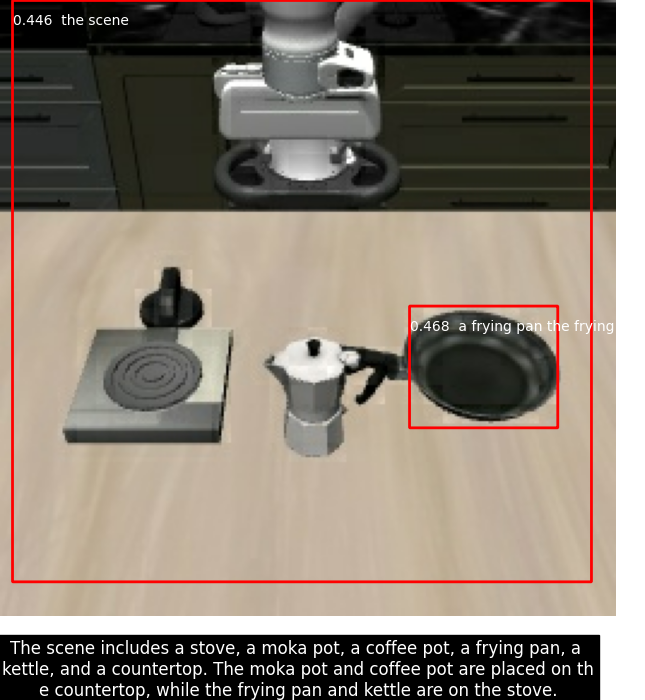 0.446  the scene
0.468  a frying pan the frying
The scene includes a stove, a moka pot, a coffee pot, a frying pan, a
kettle, and a countertop. The moka pot and coffee pot are placed on th
e countertop, while the frying pan and kettle are on the stove.